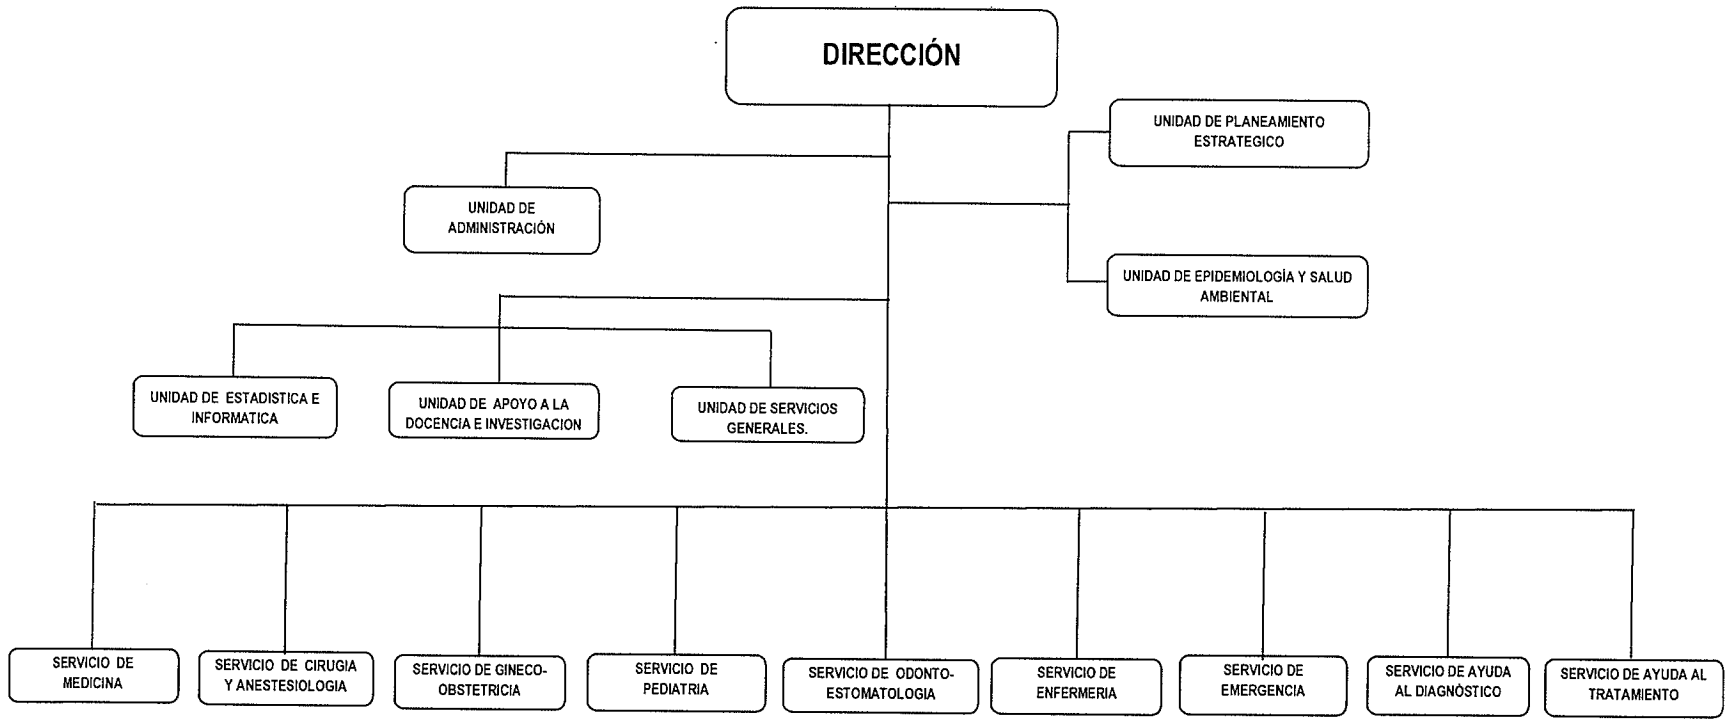 DIRECCIÓN
UNIDAD DE PLANEAMIENTO
ESTRATEGICO
UNIDAD DE
ADMINISTRACIÓN
UNIDAD DE EPIDEMIOLOGÍA Y SALUD
AMBIENTAL
UNIDAD DE ESTADISTICA E
INFORMATICA
UNIDAD DE APOYO A LA
DOCENCIA E INVESTIGACION
UNIDAD DE SERVICIOS
GENERALES.
SERVICIO DE
MEDICINA
SERVICIO DE CIRUGIA
Y ANESTESIOLOGIA
SERVICIO DE GINECO-
OBSTETRICIA
SERVICIO DE
PEDIATRIA
SERVICIO DE ODONTO-
ESTOMATOLOGIA
SERVICIO DE
ENFERMERIA
SERVICIO DE
EMERGENCIA
SERVICIO DE AYUDA
AL DIAGNÒSTICO
SERVICIO DE AYUDA AL
TRATAMIENTO